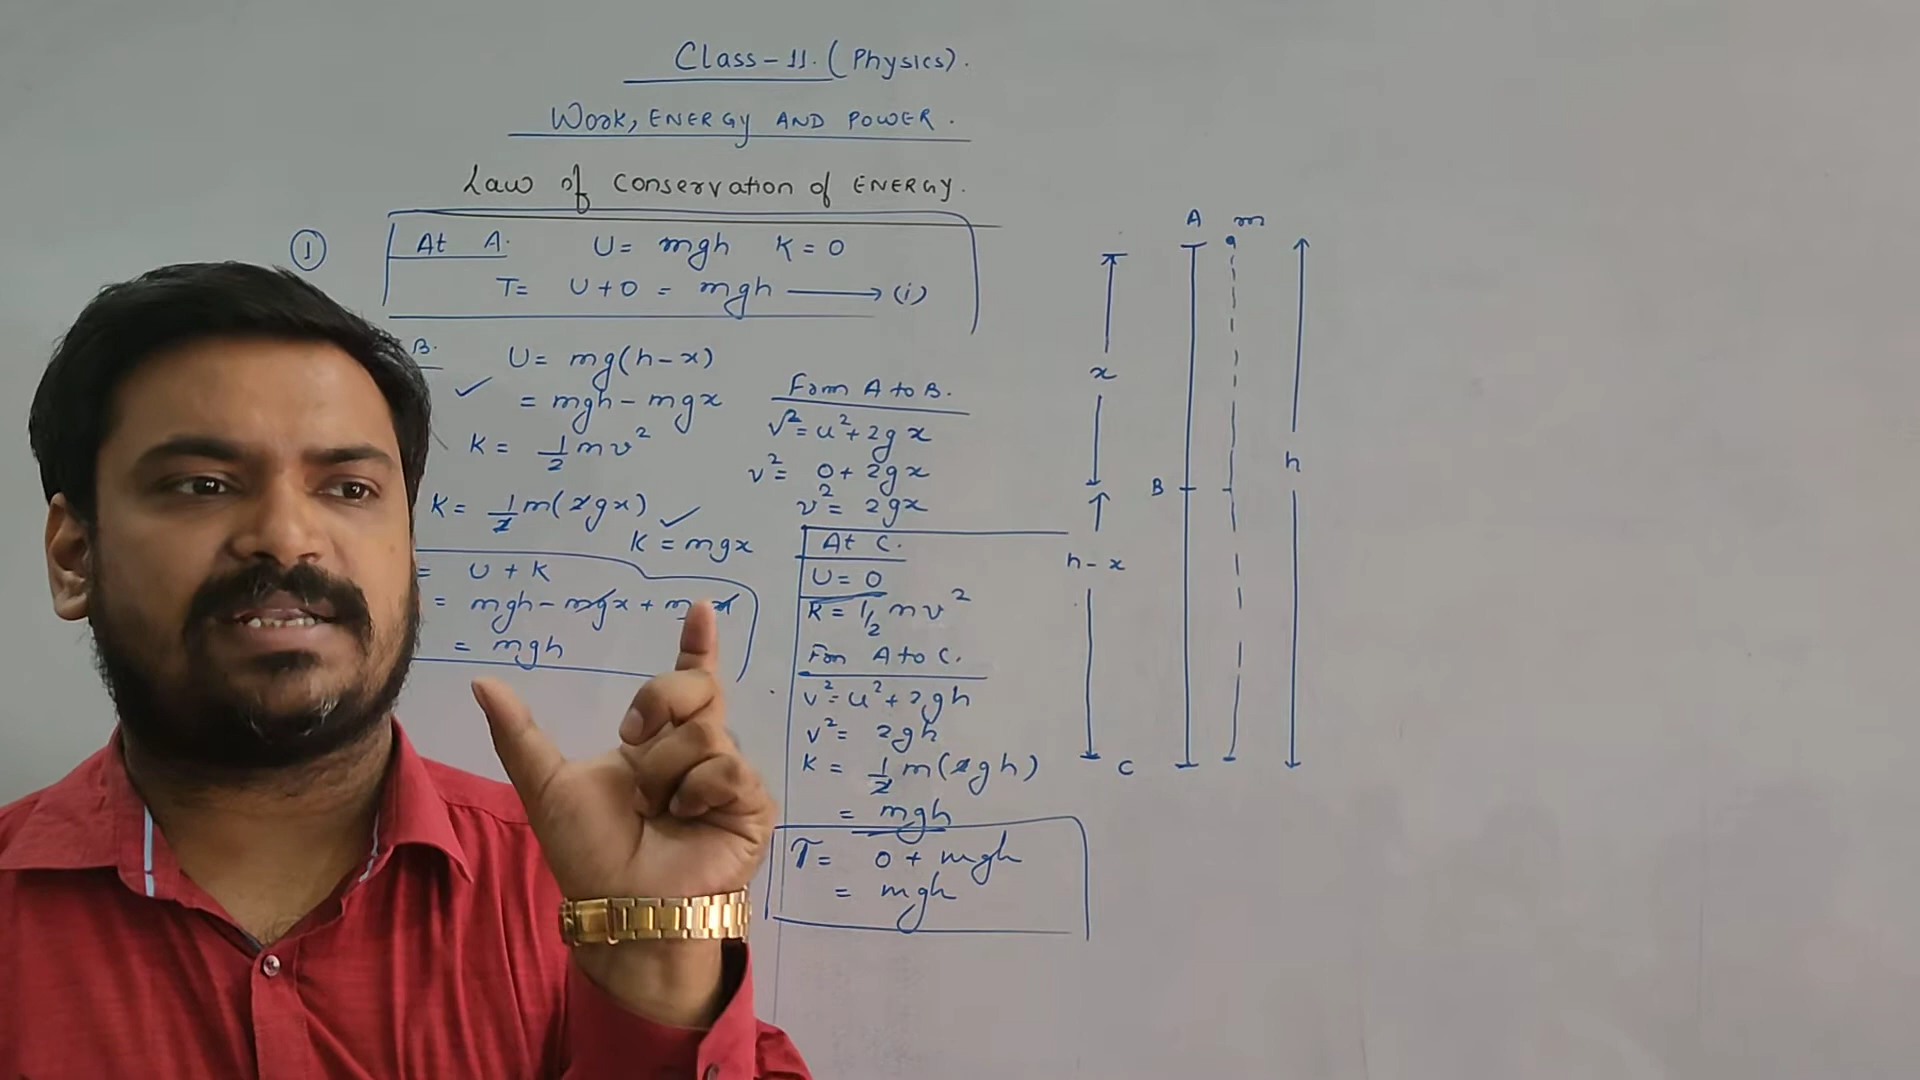 Class-11. (Physics).
Work, ENERGY AND POWER.
Law of Conservation of ENERGY.
①
At A. U = mgh K = 0
T = U + 0 = mgh ⟶ (i)
B. U = mg(h-x)
✓ = mgh - mgx
K = 1/2 mv²
K = 1/2 m(2gx) ✓
K = mgx
= U + K
= mgh - mgx +
= mgh
From A to B.
v² = u² + 2gx
v² = 0 + 2gx
v² = 2gx
At C.
U = 0
K = 1/2 mv²
From A to C.
v² = u² + 2gh
v² = 2gh
K = 1/2 m(2gh)
= mgh
T = 0 + mgh
= mgh
A m
x
h
B
h-x
C